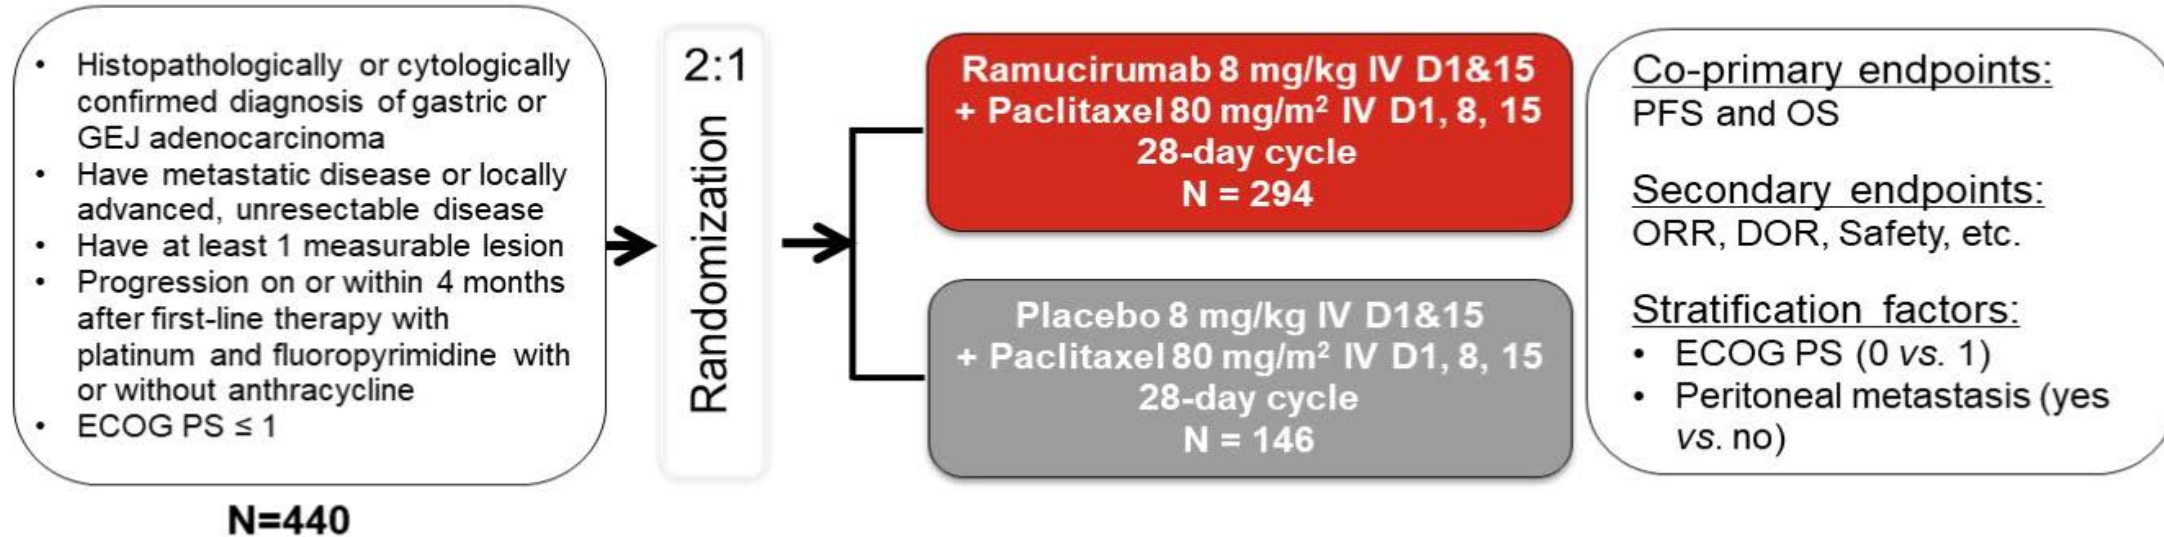 • Histopathologically or cytologically
confirmed diagnosis of gastric or
GEJ adenocarcinoma
• Have metastatic disease or locally
advanced, unresectable disease
• Have at least 1 measurable lesion
• Progression on or within 4 months
after first-line therapy with
platinum and fluoropyrimidine with
or without anthracycline
• ECOG PS ≤ 1
N=440
2:1
Randomization
Ramucirumab 8 mg/kg IV D1&15
+ Paclitaxel 80 mg/m² IV D1, 8, 15
28-day cycle
N = 294
Placebo 8 mg/kg IV D1&15
+ Paclitaxel 80 mg/m² IV D1, 8, 15
28-day cycle
N = 146
Co-primary endpoints:
PFS and OS
Secondary endpoints:
ORR, DOR, Safety, etc.
Stratification factors:
• ECOG PS (0 vs. 1)
• Peritoneal metastasis (yes
vs. no)